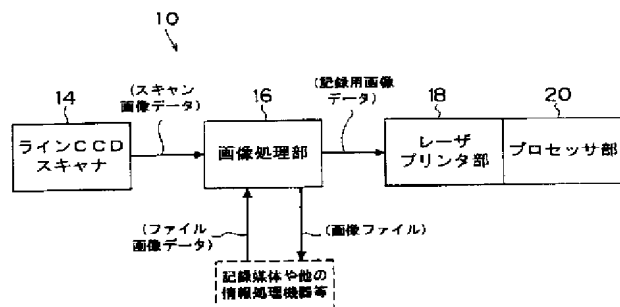 10
14
(スキャン
画像データ)
16
(記録用画像
データ)
18
20
ラインCCD
スキャナ
画像処理部
レーザ
プリンタ部
プロセッサ部
(ファイル
画像データ)
(画像ファイル)
記録媒体や他の
情報処理機器等